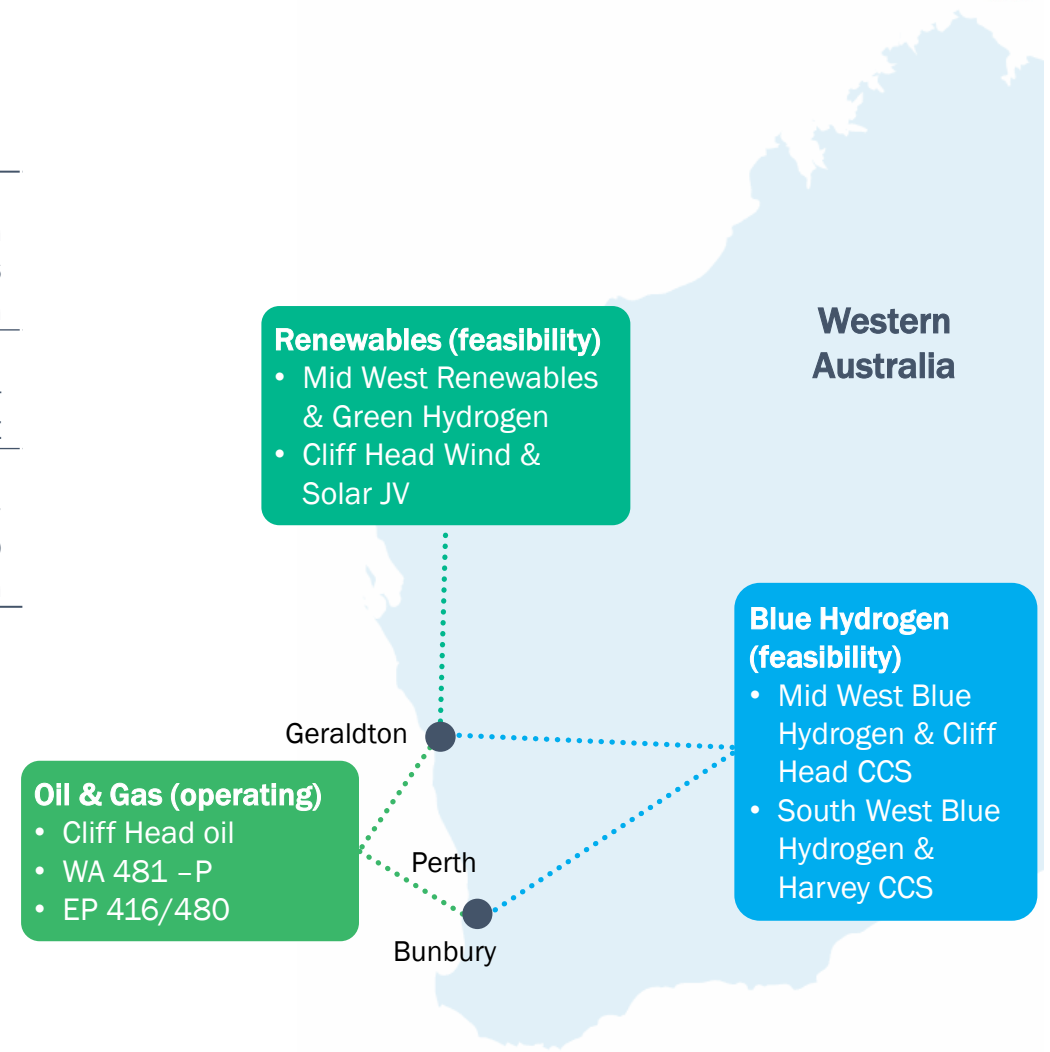 Western
Australia
Renewables (feasibility)
• Mid West Renewables
& Green Hydrogen
• Cliff Head Wind &
Solar JV
Blue Hydrogen
(feasibility)
• Mid West Blue
Hydrogen & Cliff
Head CCS
• South West Blue
Hydrogen &
Harvey CCS
Geraldton
Oil & Gas (operating)
• Cliff Head oil
• WA 481 –P
• EP 416/480
Perth
Bunbury